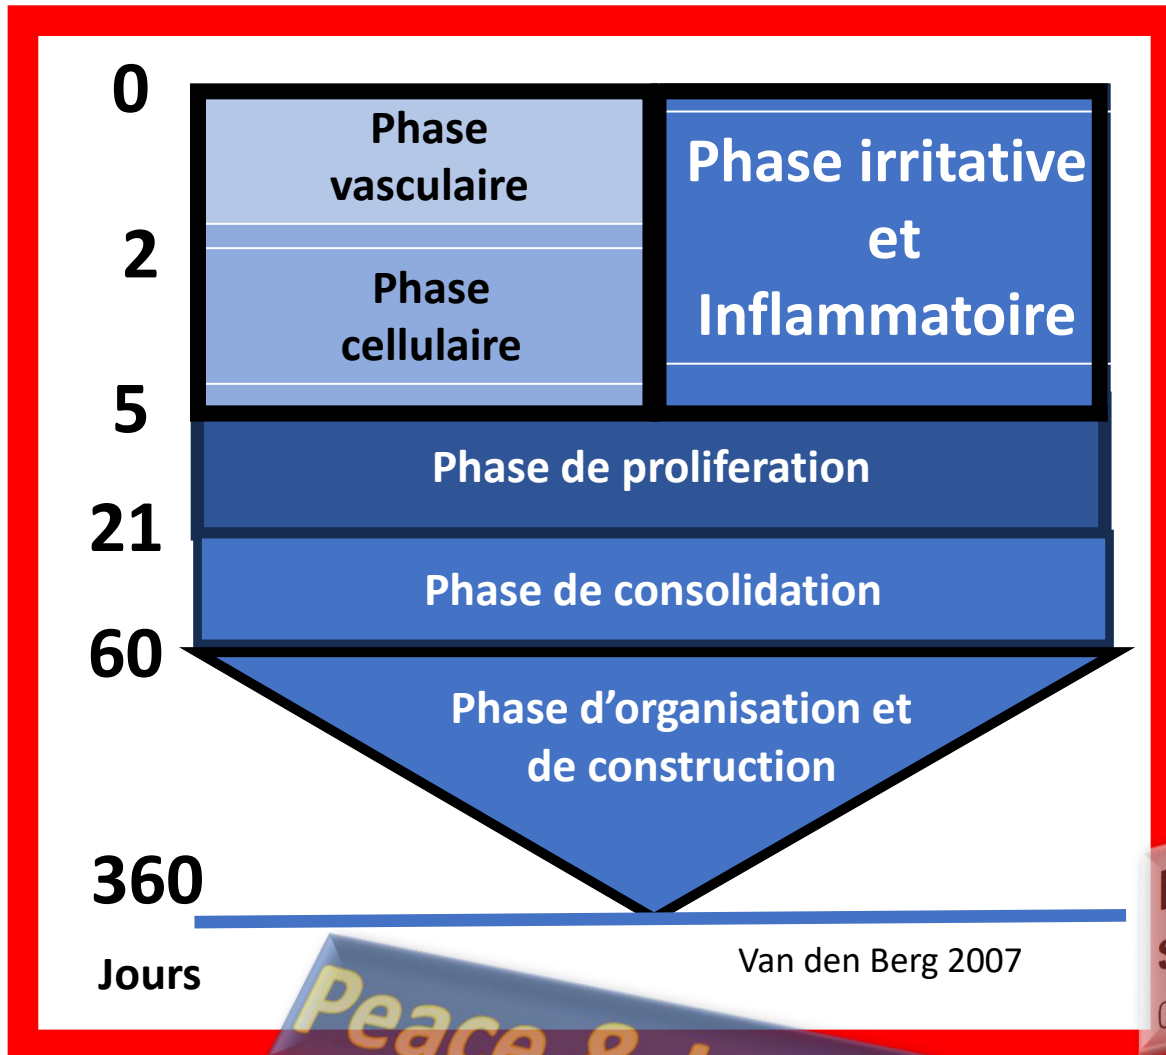 0
Phase
vasculaire
Phase irritative
et
Inflammatoire
2
Phase
cellulaire
5
Phase de proliferation
21
Phase de consolidation
60
Phase d’organisation et
de construction
360
Jours
Van den Berg 2007
Peace &